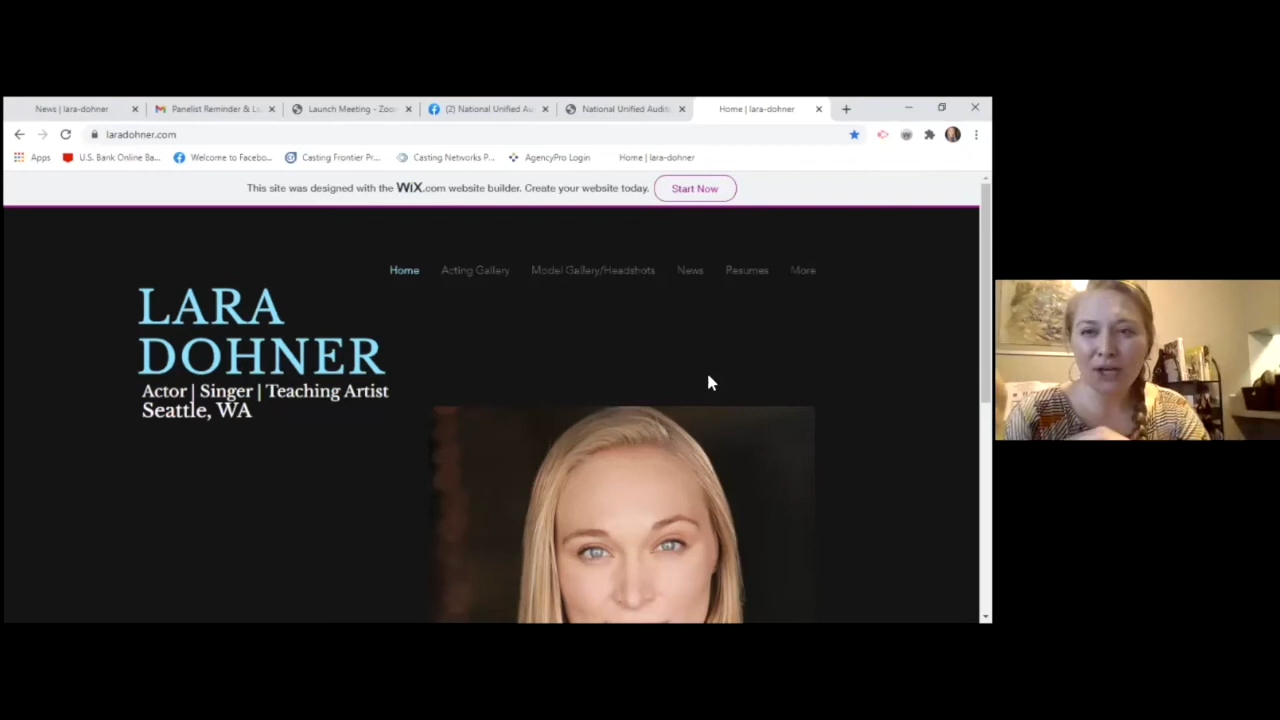 News | lara-dohner
Panelist Reminder & L
Launch Meeting - Zoo
(2) National Unified Au
National Unified Auditi
Home | lara-dohner
laradohner.com
Apps
U.S. Bank Online Ba...
Welcome to Facebo...
Casting Frontier Pr...
Casting Networks P...
AgencyPro Login
Home | lara-dohner
This site was designed with the WiX.com website builder. Create your website today.
Start Now
Home
Acting Gallery
Model Gallery/Headshots
News
Resumes
More
LARA
DOHNER
Actor | Singer | Teaching Artist
Seattle, WA